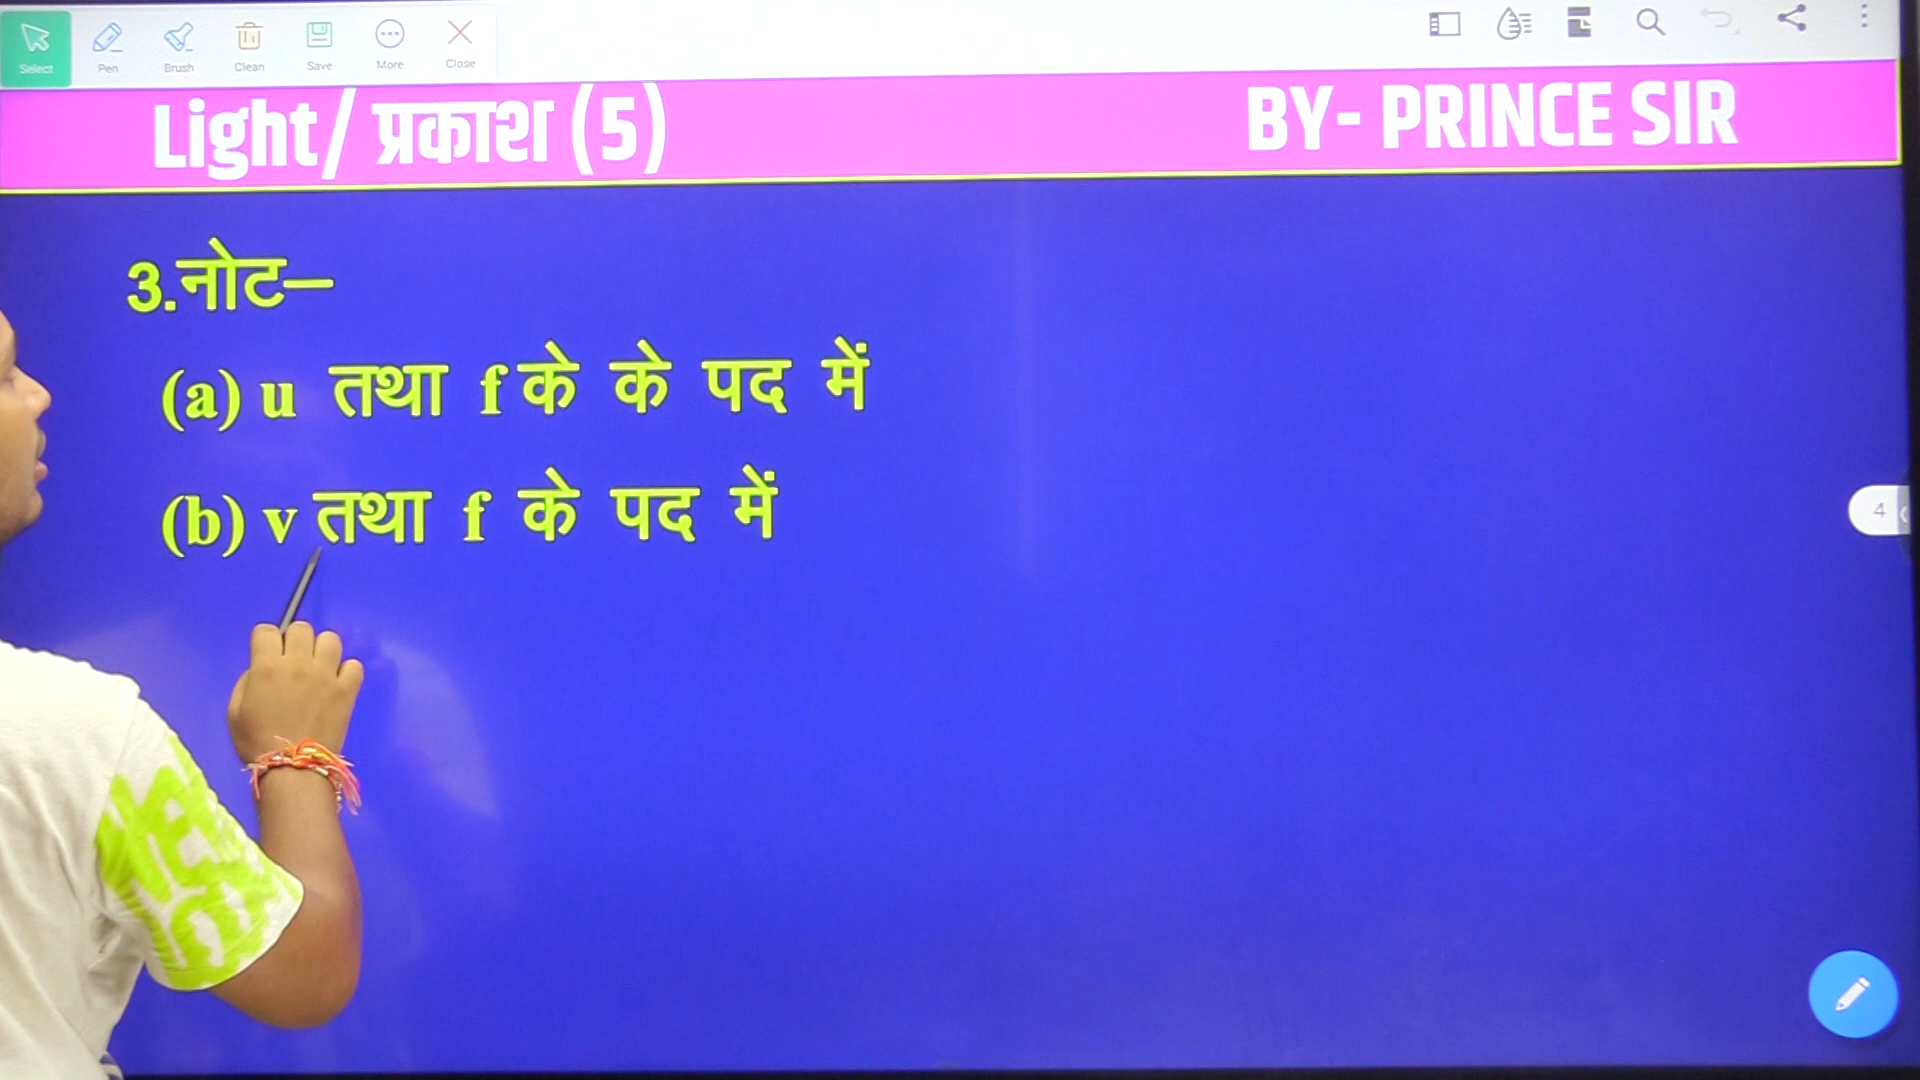 Select Pen Brush Clean Save More Close
Light/ प्रकाश (5) BY- PRINCE SIR
3.नोट–
(a) u तथा f के के पद में
(b) v तथा f के पद में
4